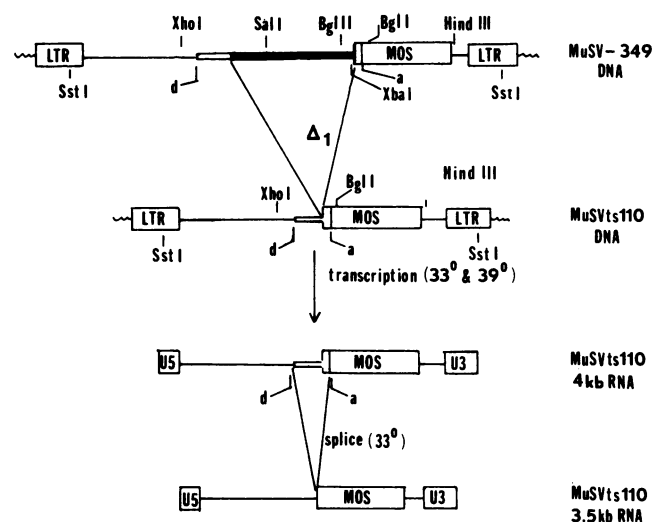 XhoI SalI BglII BglI Hind III
LTR MOS LTR MuSV-349
DNA
SstI d a XbaI SstI
Δ1
XhoI BglI Hind III
LTR MOS LTR MuSVts110
DNA
SstI d a SstI
transcription (33° & 39°)
U5 MOS U3 MuSVts110
4kb RNA
d a
splice (33°)
U5 MOS U3 MuSVts110
3.5kb RNA